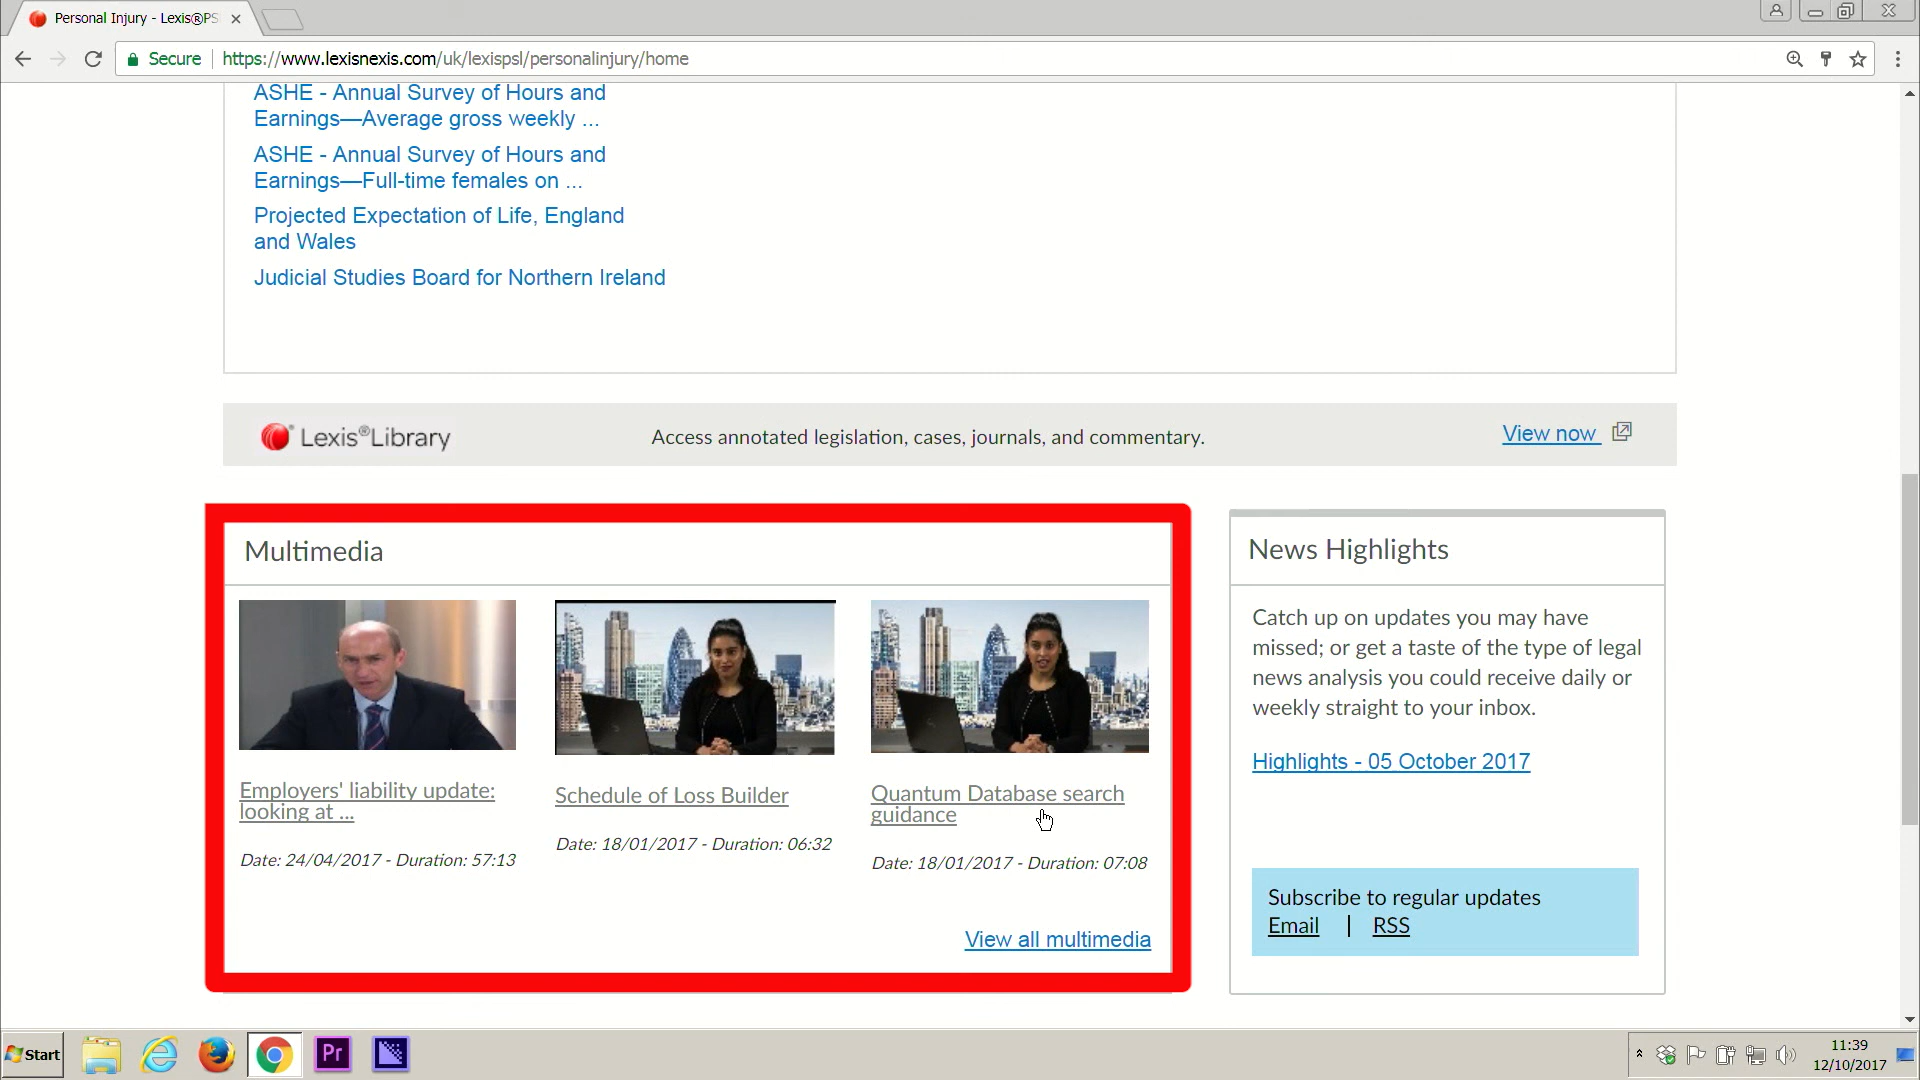 Personal Injury - Lexis®PS
Secure
https://www.lexisnexis.com/uk/lexispsl/personalinjury/home
ASHE - Annual Survey of Hours and
Earnings—Average gross weekly ...
ASHE - Annual Survey of Hours and
Earnings—Full-time females on ...
Projected Expectation of Life, England
and Wales
Judicial Studies Board for Northern Ireland
Lexis®Library
Access annotated legislation, cases, journals, and commentary.
View now
Multimedia
Employers' liability update:
looking at ...
Date: 24/04/2017 - Duration: 57:13
Schedule of Loss Builder
Date: 18/01/2017 - Duration: 06:32
Quantum Database search
guidance
Date: 18/01/2017 - Duration: 07:08
View all multimedia
News Highlights
Catch up on updates you may have
missed; or get a taste of the type of legal
news analysis you could receive daily or
weekly straight to your inbox.
Highlights - 05 October 2017
Subscribe to regular updates
Email | RSS
Start
Pr
11:39
12/10/2017